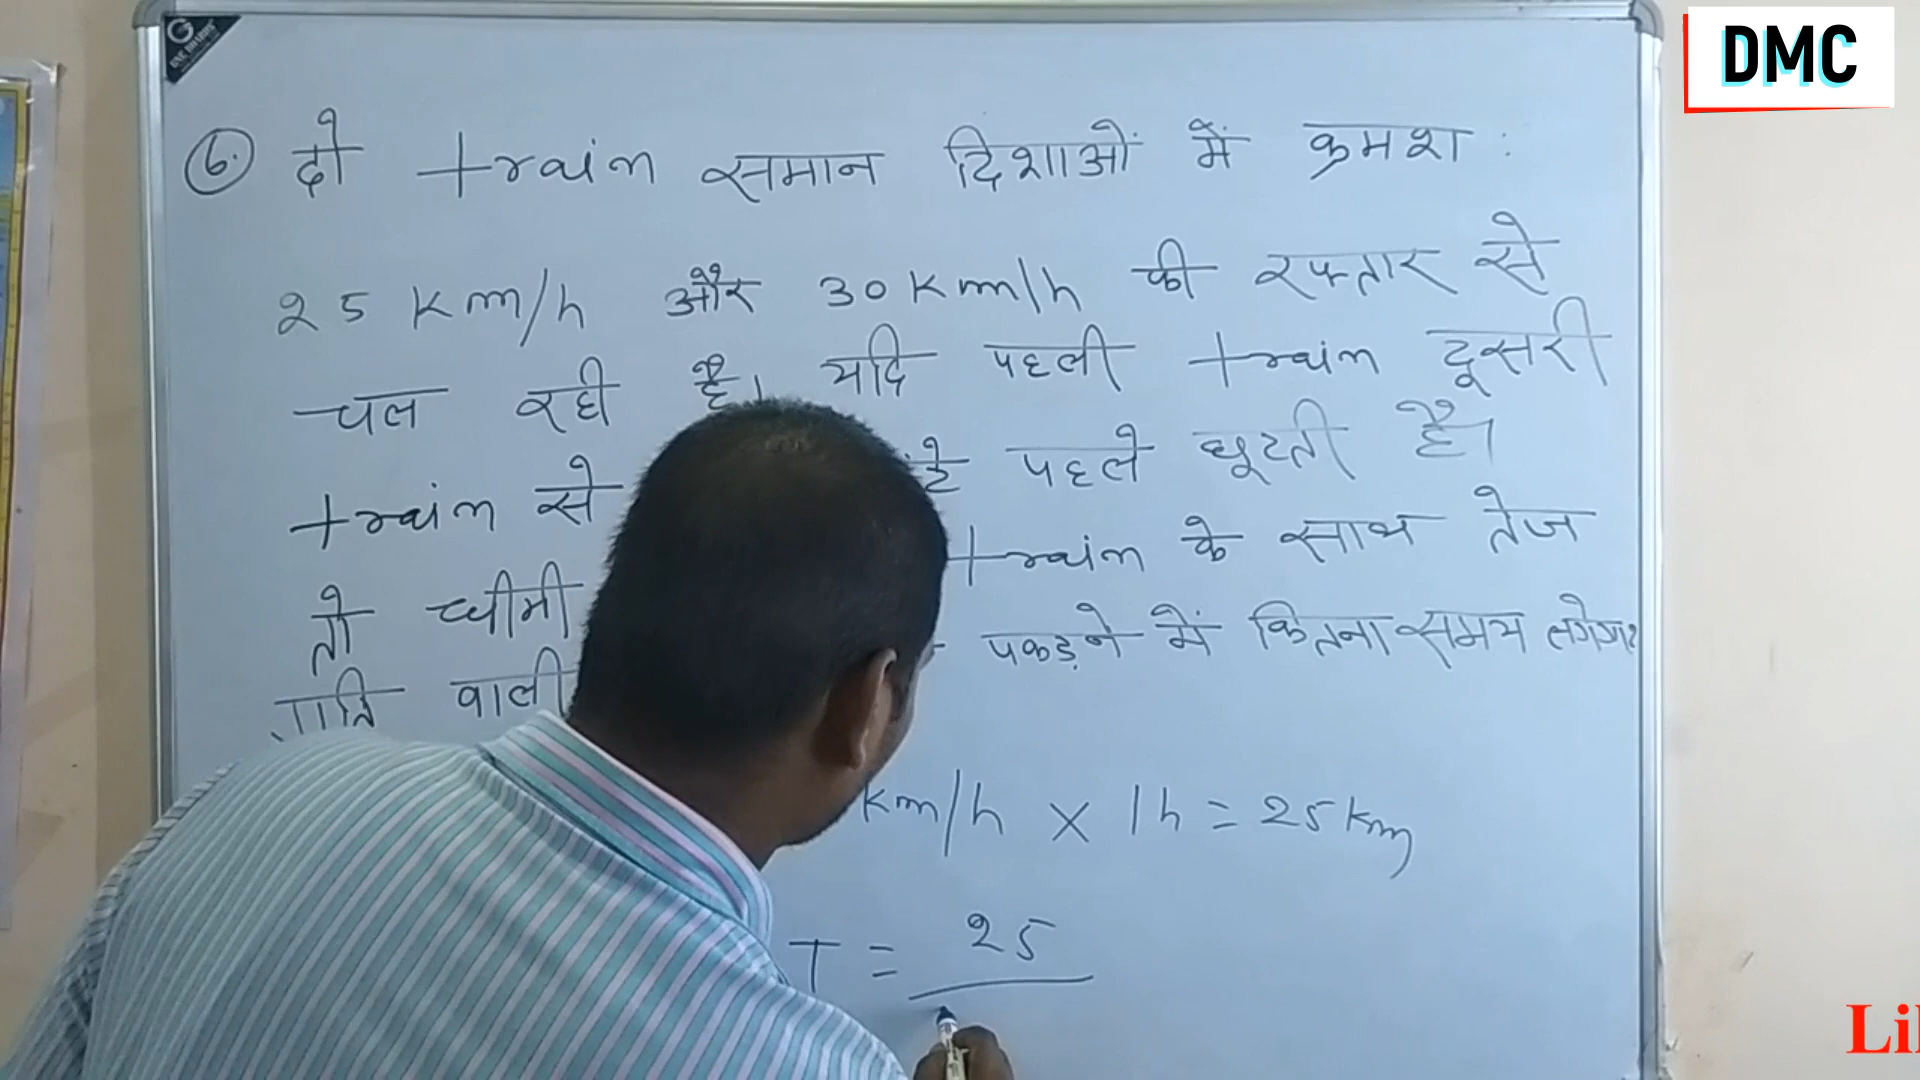 DMC
6. दो train समान दिशाओं में क्रमश:
25 Km/h और 30 Km/h की रफ्तार से
चल रही है। यदि पहली train दूसरी
train से पहले छूटती है।
तो धीमी train के साथ तेज
गति वाली पकड़ने में कितना समय लगेगा?
km/h × 1h = 25 Km
T = 25